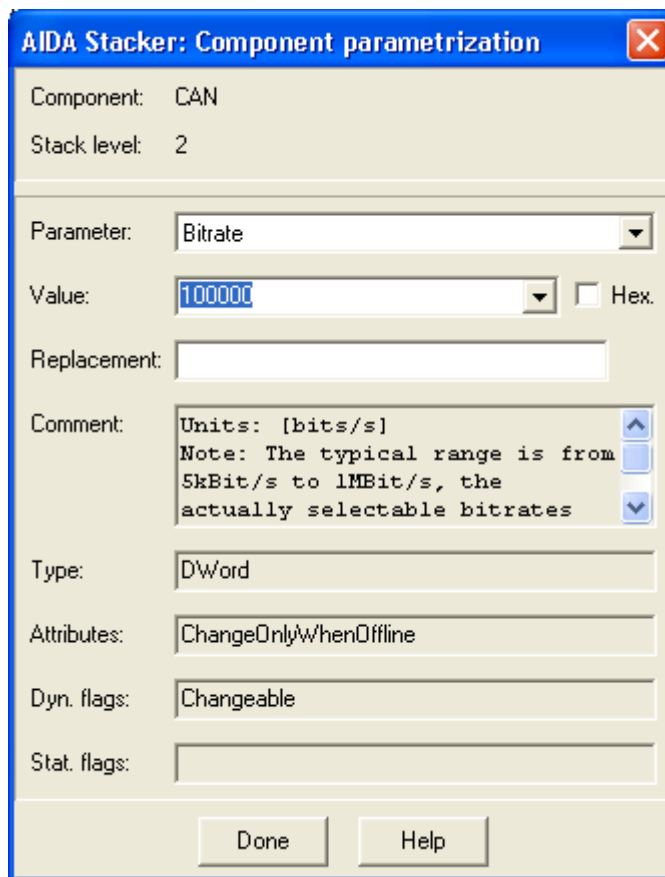 AIDA Stacker: Component parametrization
Component: CAN
Stack level: 2
Parameter: Bitrate
Value: 100000 Hex.
Replacement:
Comment: Units: [bits/s]
Note: The typical range is from
5kBit/s to 1MBit/s, the
actually selectable bitrates
Type: DWord
Attributes: ChangeOnlyWhenOffline
Dyn. flags: Changeable
Stat. flags:
Done Help